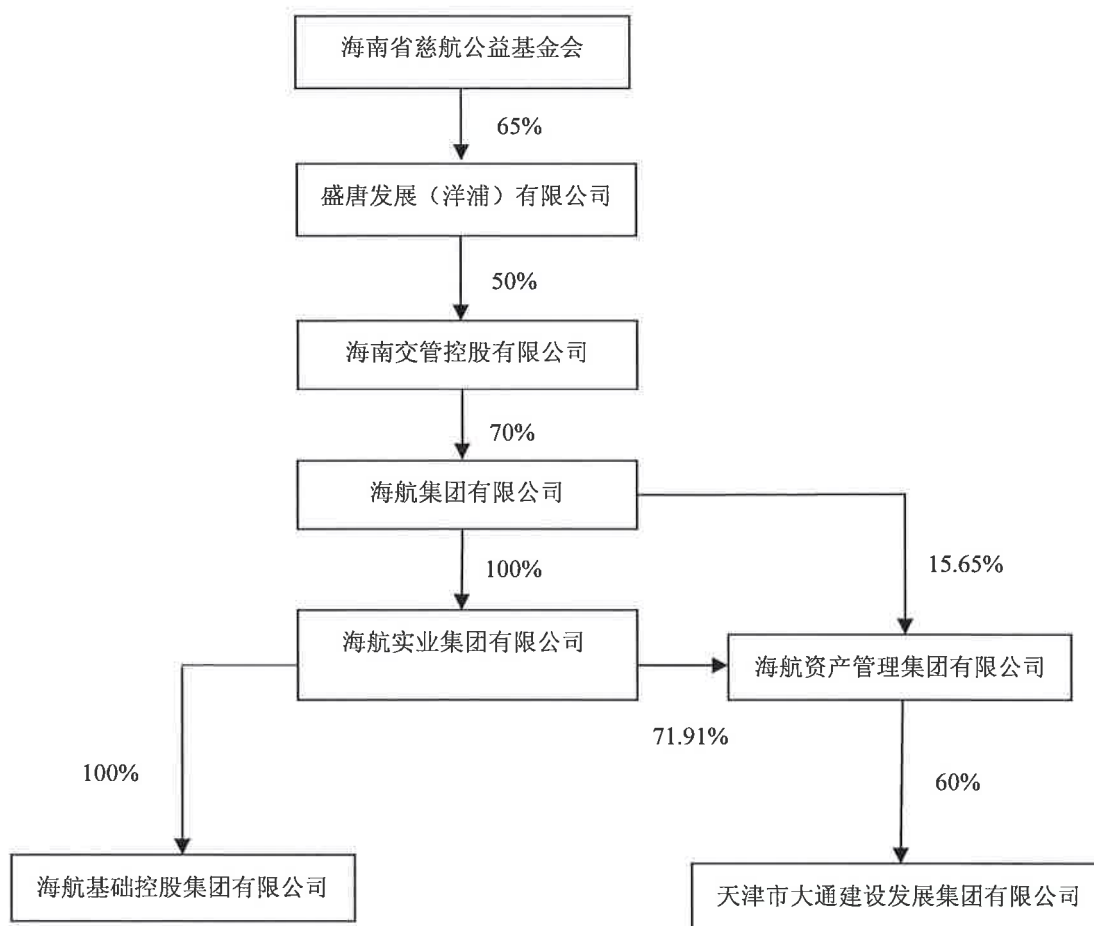 海南省慈航公益基金会
65%
盛唐发展（洋浦）有限公司
50%
海南交管控股有限公司
70%
海航集团有限公司
100%
15.65%
海航实业集团有限公司
海航资产管理集团有限公司
71.91%
100%
60%
海航基础控股集团有限公司
天津市大通建设发展集团有限公司